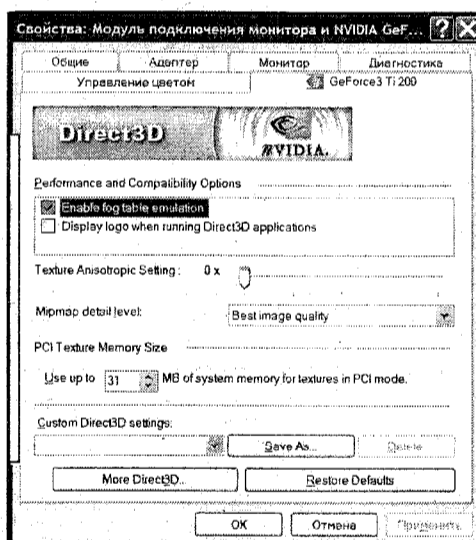 Свойства: Модуль подключения монитора и NVIDIA GeF...
Общие Адаптер Монитор Диагностика
Управление цветом GeForce3 Ti 200
Direct3D
NVIDIA.
Performance and Compatibility Options
Enable fog table emulation
Display logo when running Direct3D applications
Texture Anisotropic Setting: 0 x
Mipmap detail level: Best image quality
PCI Texture Memory Size
Use up to 31 MB of system memory for textures in PCI mode.
Custom Direct3D settings:
Save As... Delete
More Direct3D... Restore Defaults
OK Отмена Применить